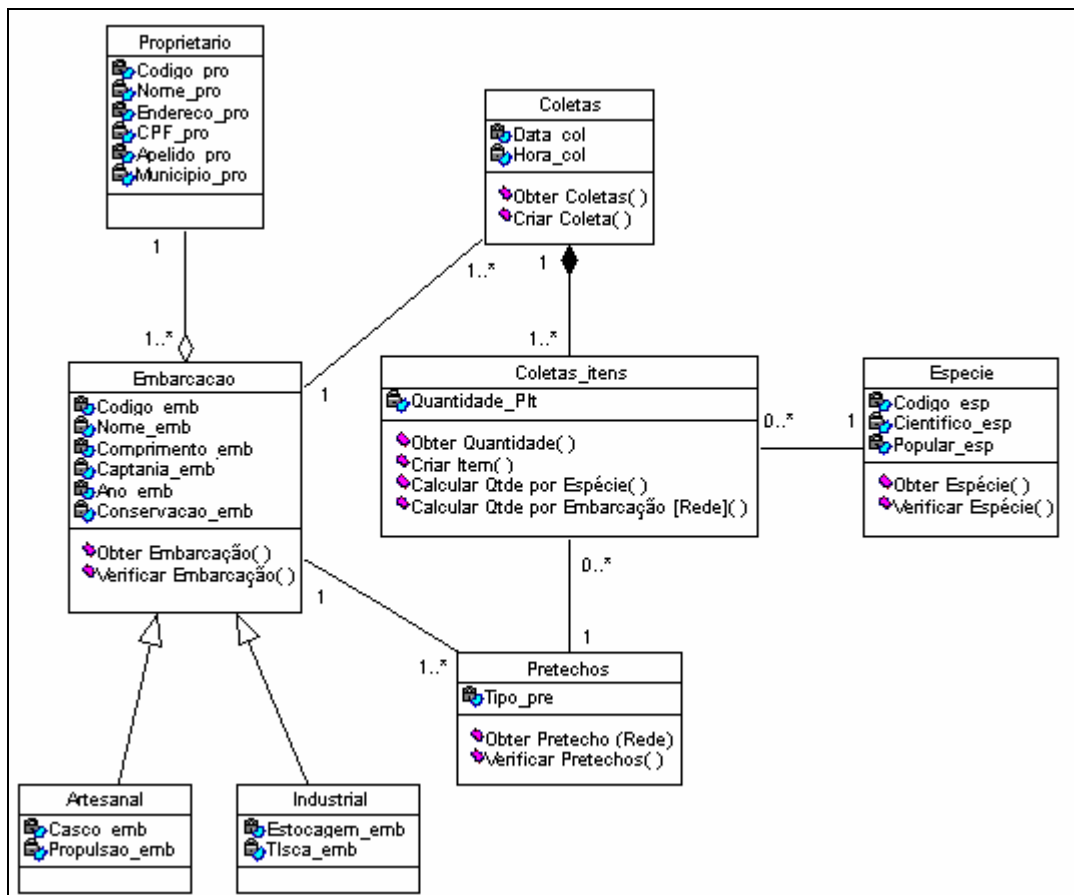 Proprietario
Codigo_pro
Nome_pro
Endereco_pro
CPF_pro
Apelido_pro
Municipio_pro
1
1..*
Coletas
Data_col
Hora_col
Obter Coletas( )
Criar Coleta( )
1..*
1
1
1..*
Embarcacao
Codigo_emb
Nome_emb
Comprimento_emb
Captania_emb
Ano_emb
Conservacao_emb
Obter Embarcação( )
Verificar Embarcação( )
1
1..*
Coletas_itens
Quantidade_Plt
Obter Quantidade( )
Criar Item( )
Calcular Qtde por Espécie( )
Calcular Qtde por Embarcação [Rede]( )
0..*
1
Especie
Codigo_esp
Cientifico_esp
Popular_esp
Obter Espécie( )
Verificar Espécie( )
0..*
1
Pretechos
Tipo_pre
Obter Pretecho (Rede)
Verificar Pretechos( )
Artesanal
Casco_emb
Propulsao_emb
Industrial
Estocagem_emb
TIsca_emb